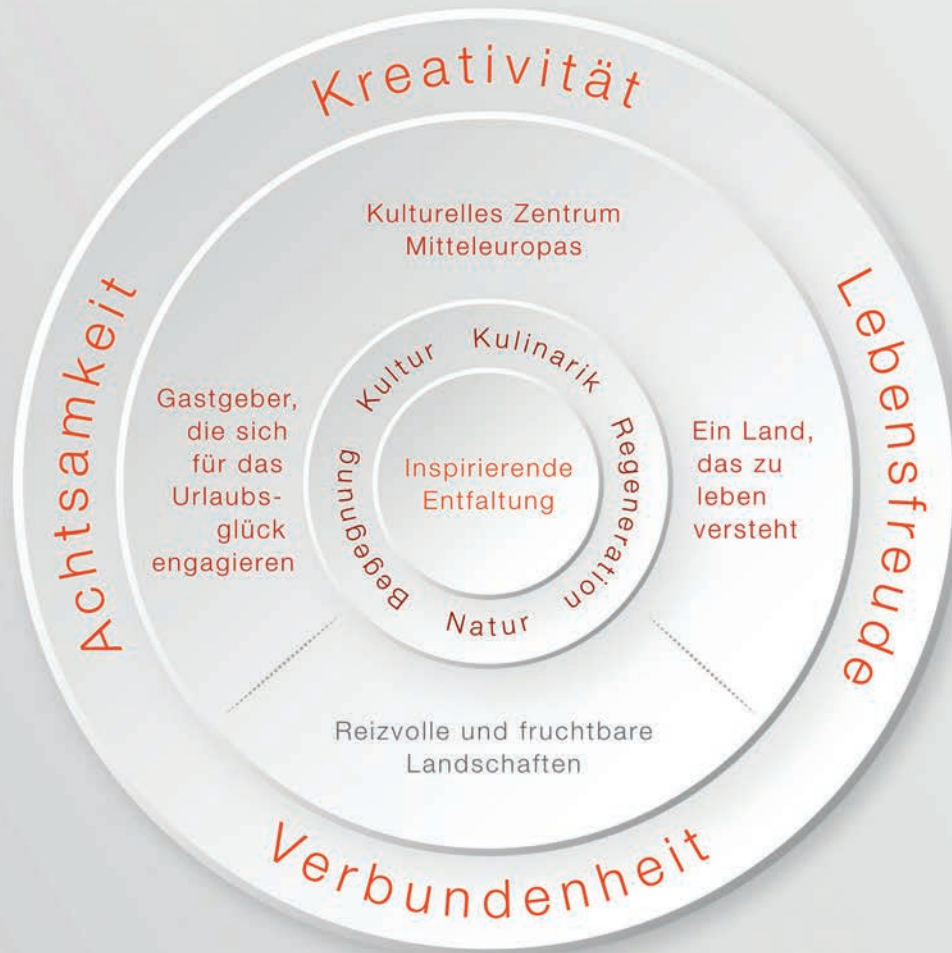 Kreativität
Kulturelles Zentrum
Mitteleuropas
Achtsamkeit
Lebensfreude
Gastgeber,
die sich
für das
Urlaubs-
glück
engagieren
Kultur
Kulinarik
Regeneration
Natur
Begegnung
Inspirierende
Entfaltung
Ein Land,
das zu
leben
versteht
Reizvolle und fruchtbare
Landschaften
Verbundenheit